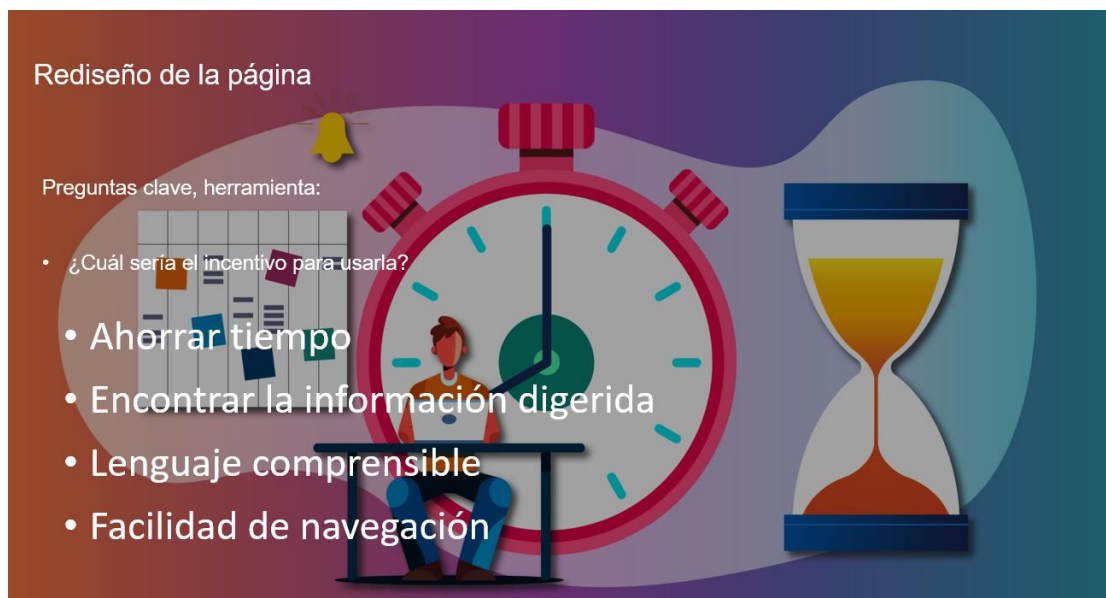 Rediseño de la página
Preguntas clave, herramienta:
• ¿Cuál sería el incentivo para usarla?
• Ahorrar tiempo
• Encontrar la información digerida
• Lenguaje comprensible
• Facilidad de navegación